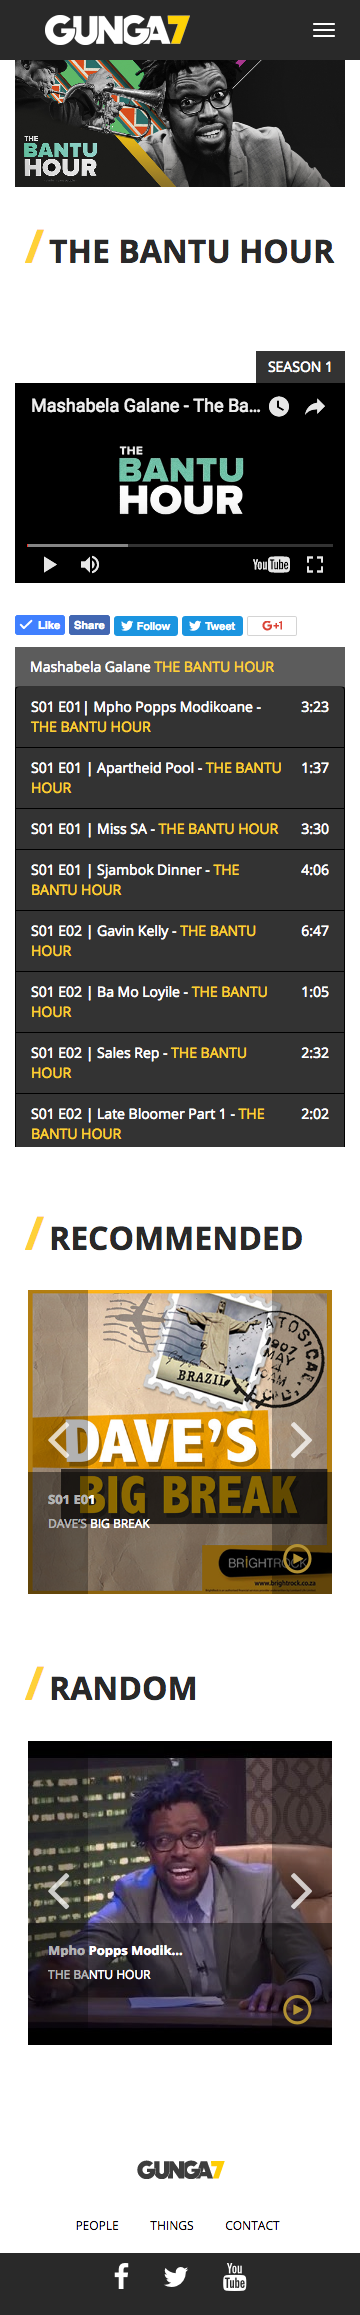 GUNGA7
THE
BANTU
HOUR
/ THE BANTU HOUR
SEASON 1
Mashabela Galane - The Ba...
THE
BANTU
HOUR
YouTube
Like Share Follow Tweet G+1
Mashabela Galane THE BANTU HOUR
S01 E01| Mpho Popps Modikoane - 3:23
THE BANTU HOUR
S01 E01 | Apartheid Pool - THE BANTU 1:37
HOUR
S01 E01 | Miss SA - THE BANTU HOUR 3:30
S01 E01 | Sjambok Dinner - THE 4:06
BANTU HOUR
S01 E02 | Gavin Kelly - THE BANTU 6:47
HOUR
S01 E02 | Ba Mo Loyile - THE BANTU 1:05
HOUR
S01 E02 | Sales Rep - THE BANTU 2:32
HOUR
S01 E02 | Late Bloomer Part 1 - THE 2:02
BANTU HOUR
/ RECOMMENDED
BRAZIL
1967
MAY
DAVE'S
BIG BREAK
S01 E01
DAVE'S BIG BREAK
BRIGHTROCK
www.brightrock.co.za
/ RANDOM
Mpho Popps Modik...
THE BANTU HOUR
GUNGA7
PEOPLE THINGS CONTACT
You
Tube